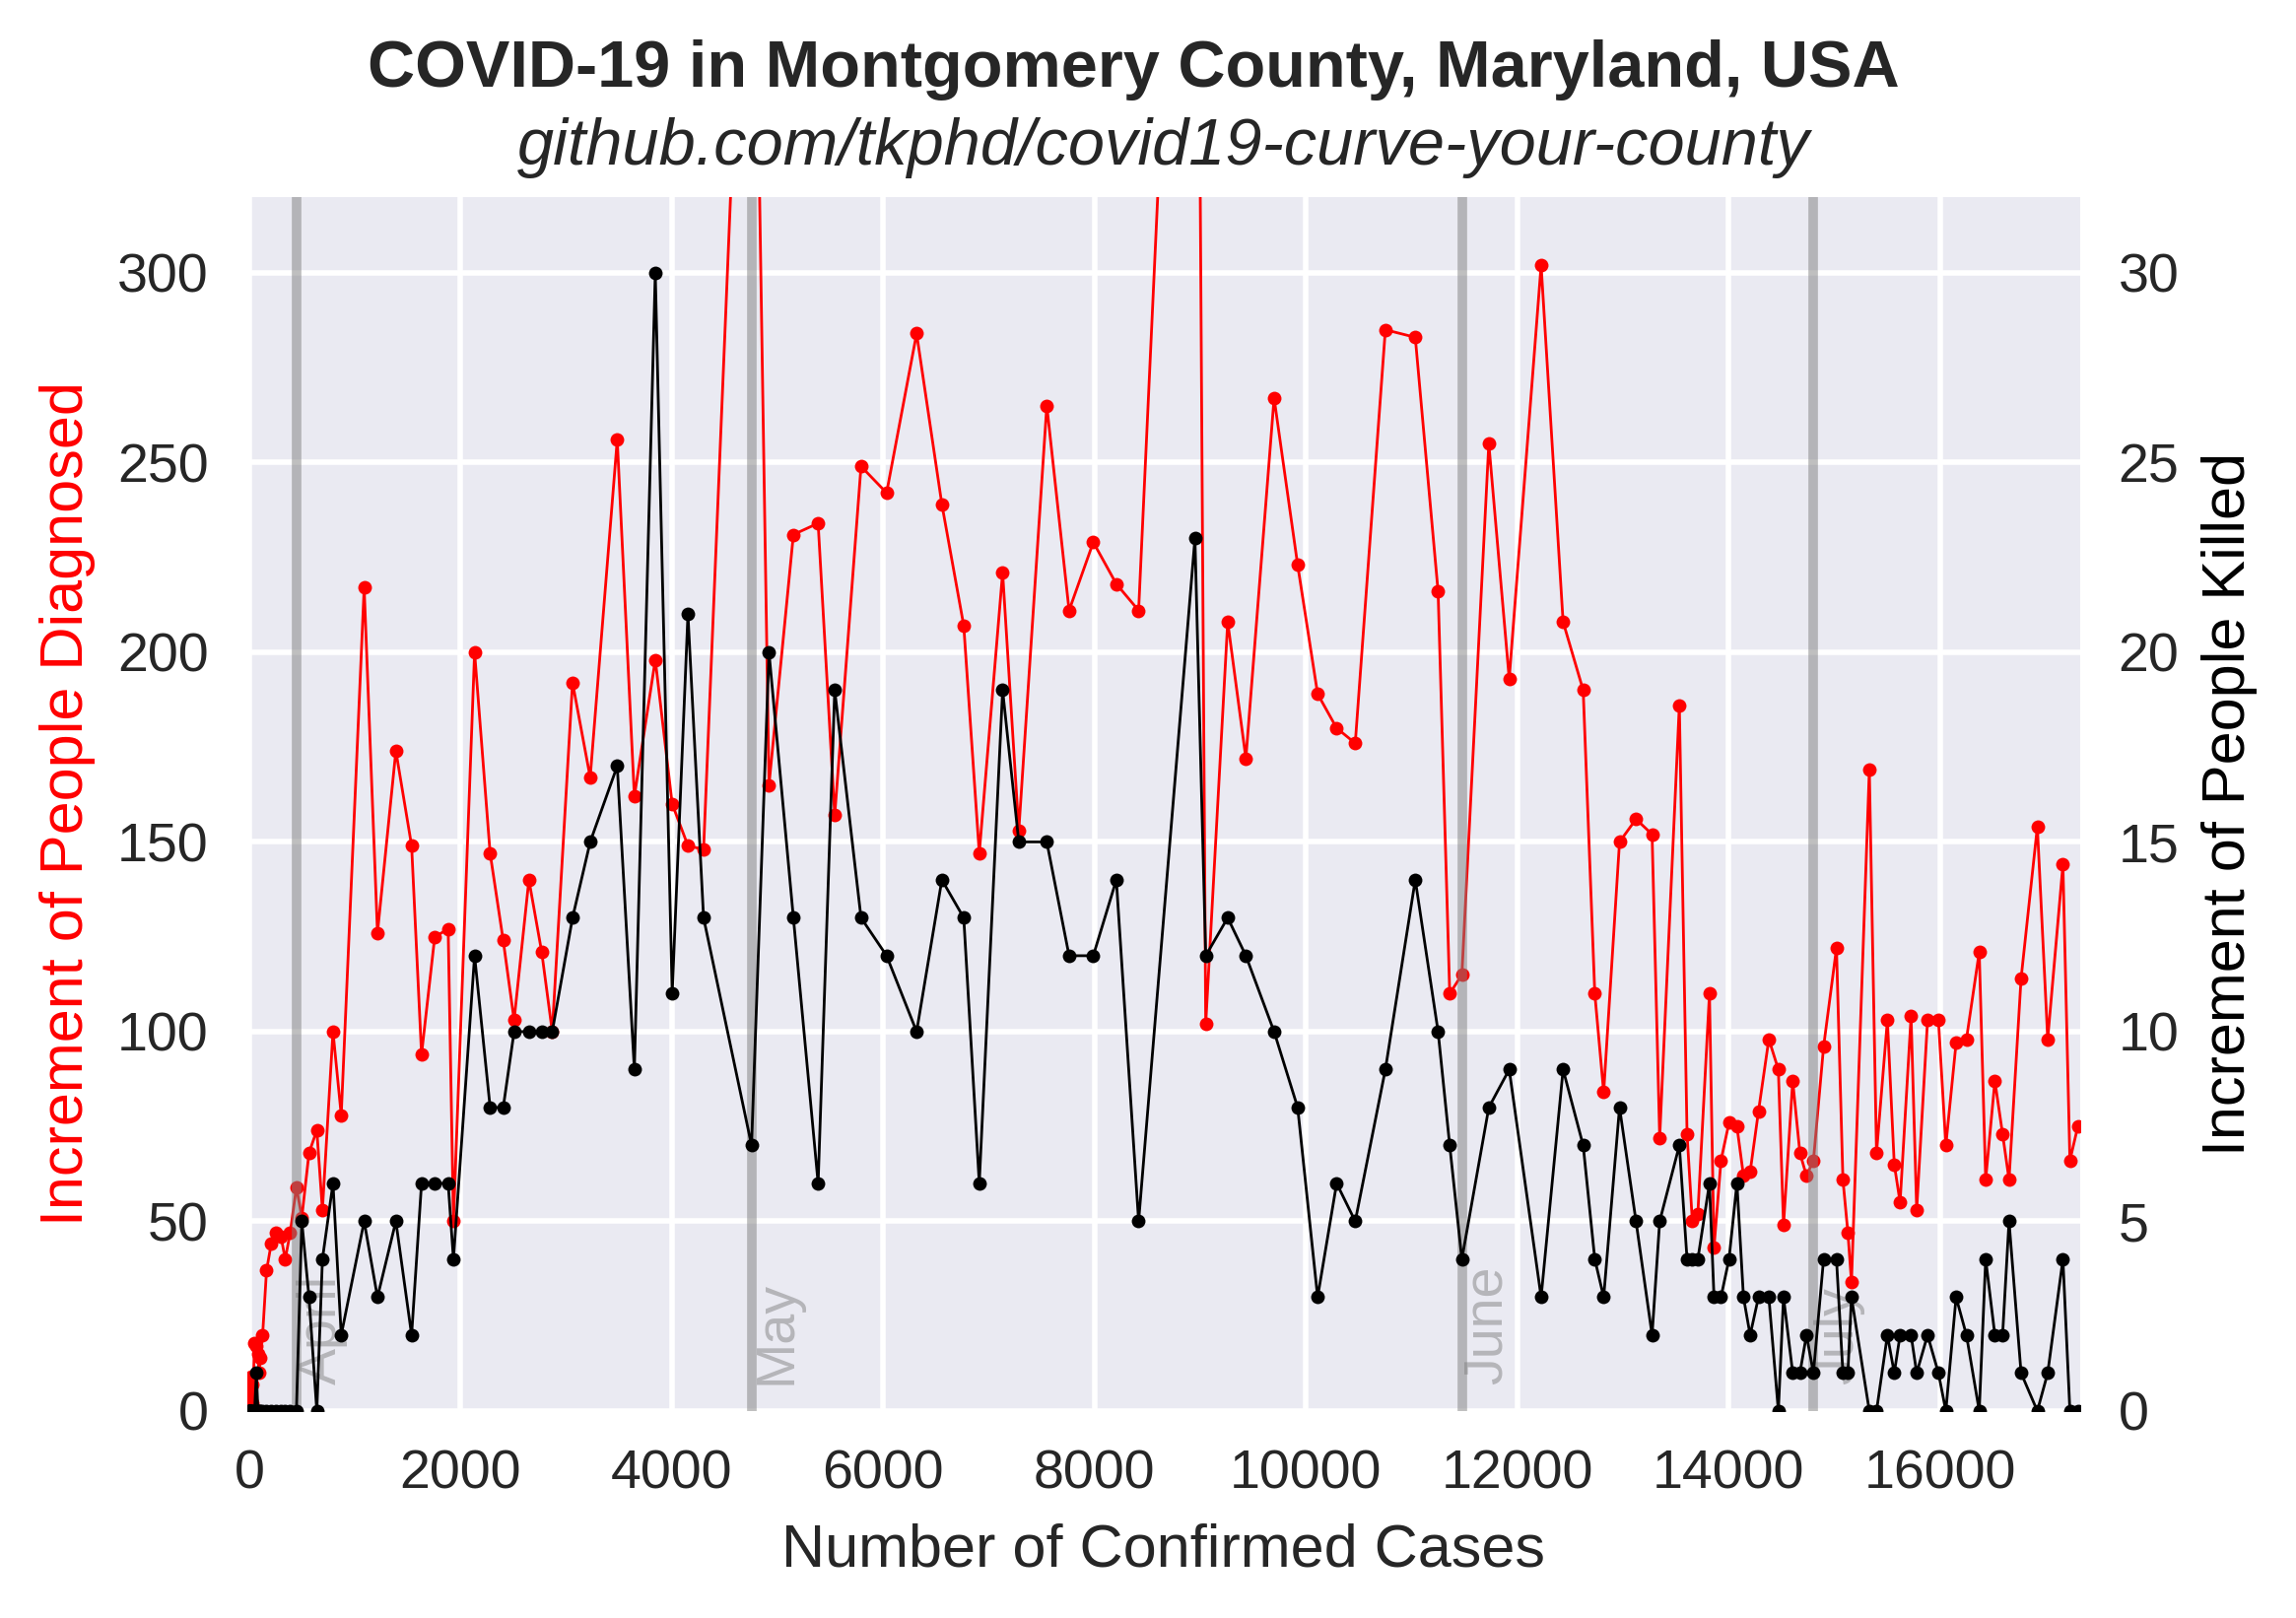 COVID-19 in Montgomery County, Maryland, USA
github.com/tkphd/covid19-curve-your-county
Increment of People Diagnosed
300
250
200
150
100
50
0
30
25
20
15
10
5
0
Increment of People Killed
April
May
June
July
0 2000 4000 6000 8000 10000 12000 14000 16000
Number of Confirmed Cases